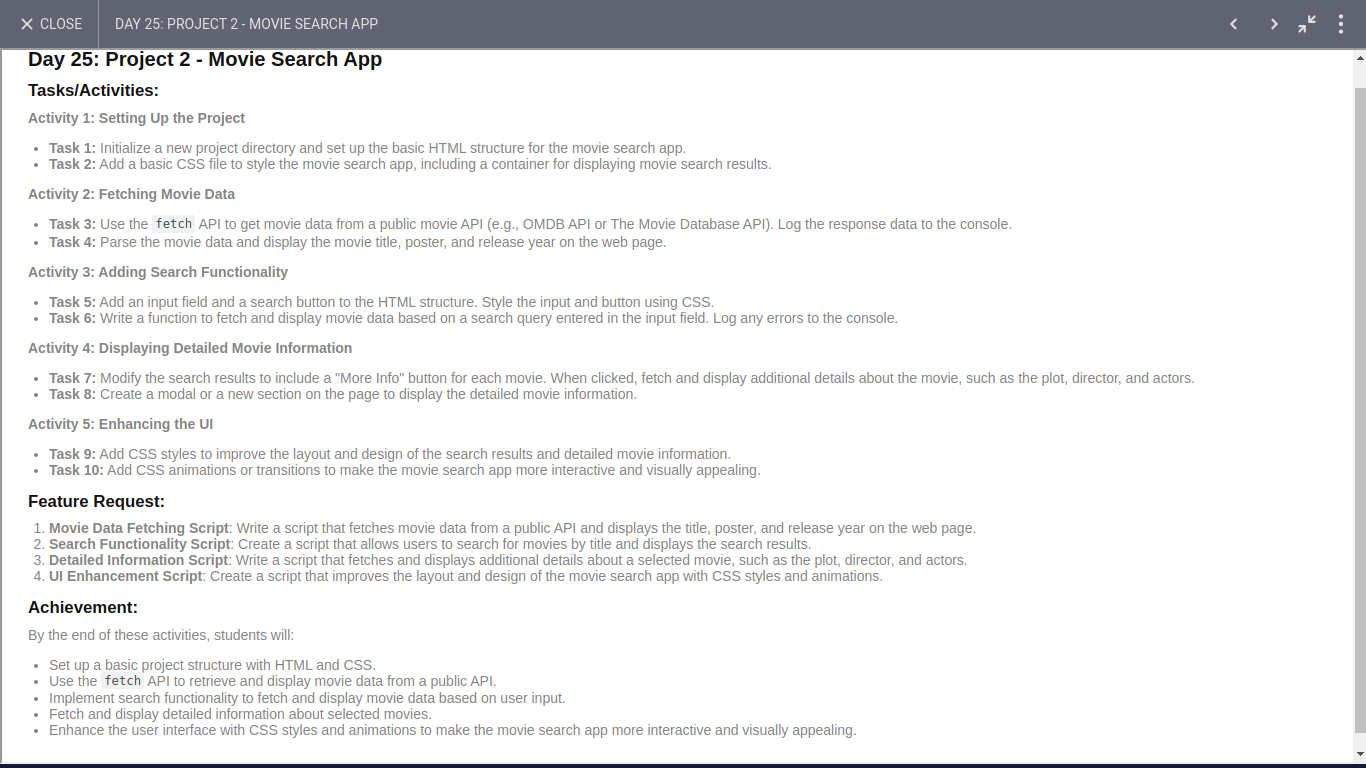 CLOSE
DAY 25: PROJECT 2 - MOVIE SEARCH APP
Day 25: Project 2 - Movie Search App
Tasks/Activities:
Activity 1: Setting Up the Project
• Task 1: Initialize a new project directory and set up the basic HTML structure for the movie search app.
• Task 2: Add a basic CSS file to style the movie search app, including a container for displaying movie search results.
Activity 2: Fetching Movie Data
• Task 3: Use the fetch API to get movie data from a public movie API (e.g., OMDB API or The Movie Database API). Log the response data to the console.
• Task 4: Parse the movie data and display the movie title, poster, and release year on the web page.
Activity 3: Adding Search Functionality
• Task 5: Add an input field and a search button to the HTML structure. Style the input and button using CSS.
• Task 6: Write a function to fetch and display movie data based on a search query entered in the input field. Log any errors to the console.
Activity 4: Displaying Detailed Movie Information
• Task 7: Modify the search results to include a "More Info" button for each movie. When clicked, fetch and display additional details about the movie, such as the plot, director, and actors.
• Task 8: Create a modal or a new section on the page to display the detailed movie information.
Activity 5: Enhancing the UI
• Task 9: Add CSS styles to improve the layout and design of the search results and detailed movie information.
• Task 10: Add CSS animations or transitions to make the movie search app more interactive and visually appealing.
Feature Request:
1. Movie Data Fetching Script: Write a script that fetches movie data from a public API and displays the title, poster, and release year on the web page.
2. Search Functionality Script: Create a script that allows users to search for movies by title and displays the search results.
3. Detailed Information Script: Write a script that fetches and displays additional details about a selected movie, such as the plot, director, and actors.
4. UI Enhancement Script: Create a script that improves the layout and design of the movie search app with CSS styles and animations.
Achievement:
By the end of these activities, students will:
• Set up a basic project structure with HTML and CSS.
• Use the fetch API to retrieve and display movie data from a public API.
• Implement search functionality to fetch and display movie data based on user input.
• Fetch and display detailed information about selected movies.
• Enhance the user interface with CSS styles and animations to make the movie search app more interactive and visually appealing.